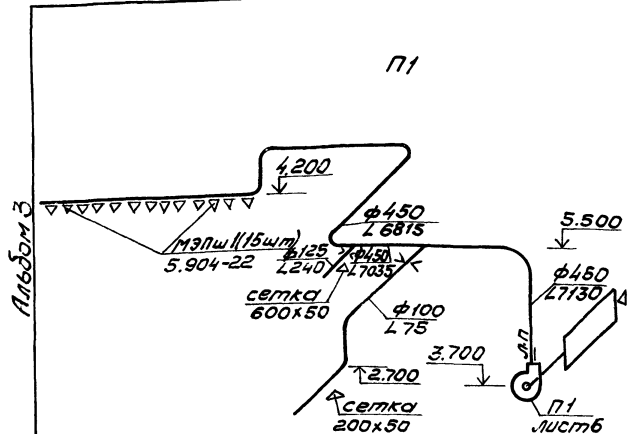 П1
Альбом 3
4.200
ф450
L6815
5.500
МЭПш1(15шт)
5.904-22
ф125
L240
ф450
L7035
сетка
600х50
ф450
L7130
ф100
L75
л.п
3.700
2.700
сетка
200х50
П1
лист6